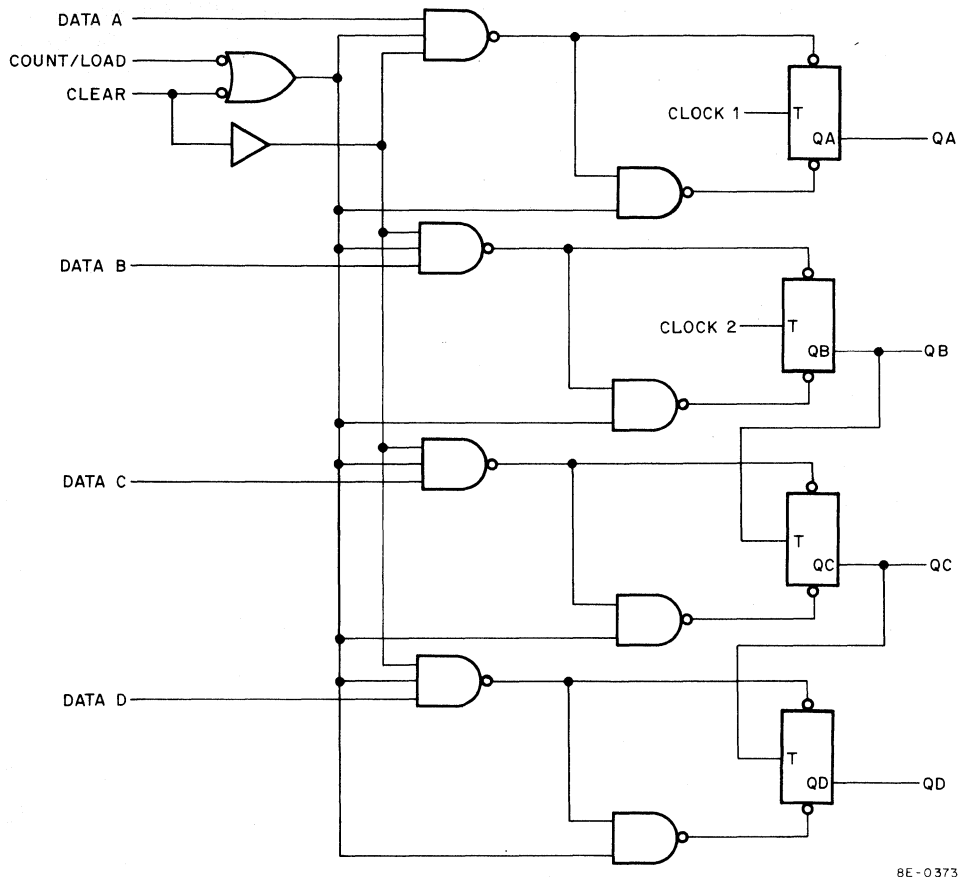 DATA A
COUNT/LOAD
CLEAR
CLOCK 1
T
QA
QA
DATA B
CLOCK 2
T
QB
QB
DATA C
T
QC
QC
DATA D
T
QD
QD
8E-0373